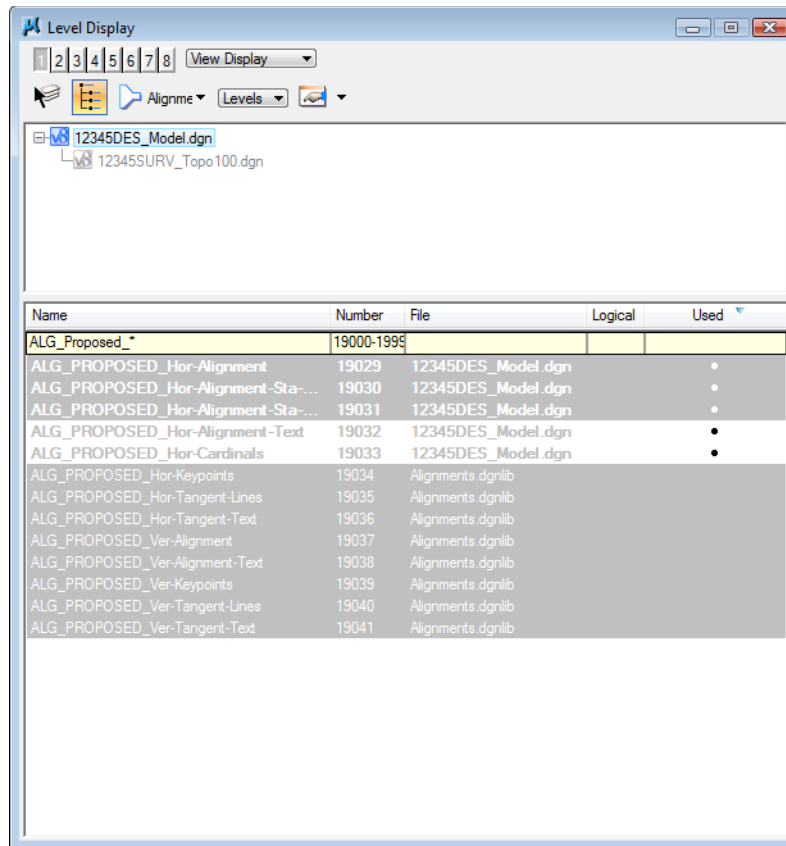 Level Display
1 2 3 4 5 6 7 8 View Display
Alignme Levels
12345DES_Model.dgn
12345SURV_Topo100.dgn
Name Number File Logical Used
ALG_Proposed_* 19000-1999
ALG_PROPOSED_Hor-Alignment 19029 12345DES_Model.dgn
ALG_PROPOSED_Hor-Alignment-Sta-... 19030 12345DES_Model.dgn
ALG_PROPOSED_Hor-Alignment-Sta-... 19031 12345DES_Model.dgn
ALG_PROPOSED_Hor-Alignment-Text 19032 12345DES_Model.dgn
ALG_PROPOSED_Hor-Cardinals 19033 12345DES_Model.dgn
ALG_PROPOSED_Hor-Keypoints 19034 Alignments.dgnlib
ALG_PROPOSED_Hor-Tangent-Lines 19035 Alignments.dgnlib
ALG_PROPOSED_Hor-Tangent-Text 19036 Alignments.dgnlib
ALG_PROPOSED_Ver-Alignment 19037 Alignments.dgnlib
ALG_PROPOSED_Ver-Alignment-Text 19038 Alignments.dgnlib
ALG_PROPOSED_Ver-Keypoints 19039 Alignments.dgnlib
ALG_PROPOSED_Ver-Tangent-Lines 19040 Alignments.dgnlib
ALG_PROPOSED_Ver-Tangent-Text 19041 Alignments.dgnlib